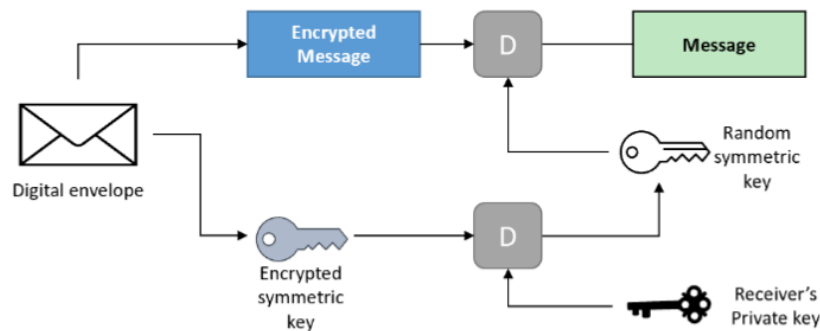 Encrypted
Message
D
Message
Digital envelope
Random
symmetric
key
Encrypted
symmetric
key
D
Receiver's
Private key